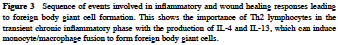 Figure 3 Sequence of events involved in inflammatory and wound healing responses leading
to foreign body giant cell formation. This shows the importance of Th2 lymphocytes in the
transient chronic inflammatory phase with the production of IL-4 and IL-13, which can induce
monocyte/macrophage fusion to form foreign body giant cells.